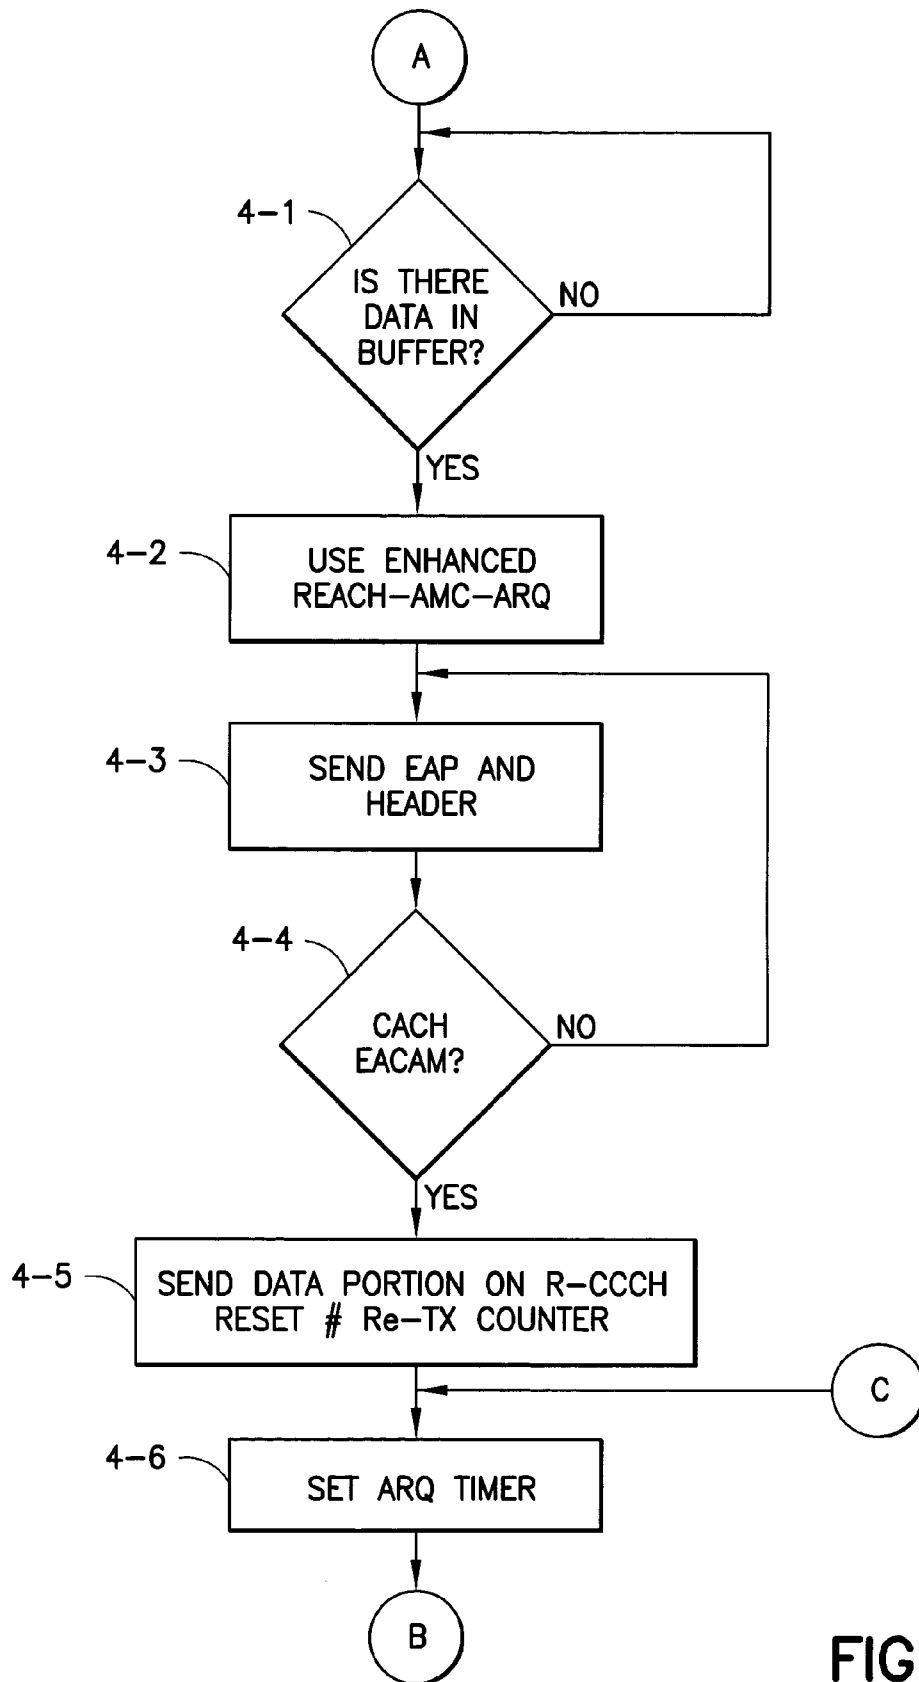 A
4-1
IS THERE
DATA IN
BUFFER?
NO
YES
4-2
USE ENHANCED
REACH-AMC-ARQ
4-3
SEND EAP AND
HEADER
4-4
CACH
EACAM?
NO
YES
4-5
SEND DATA PORTION ON R-CCCH
RESET # Re-TX COUNTER
C
4-6
SET ARQ TIMER
B
FIG